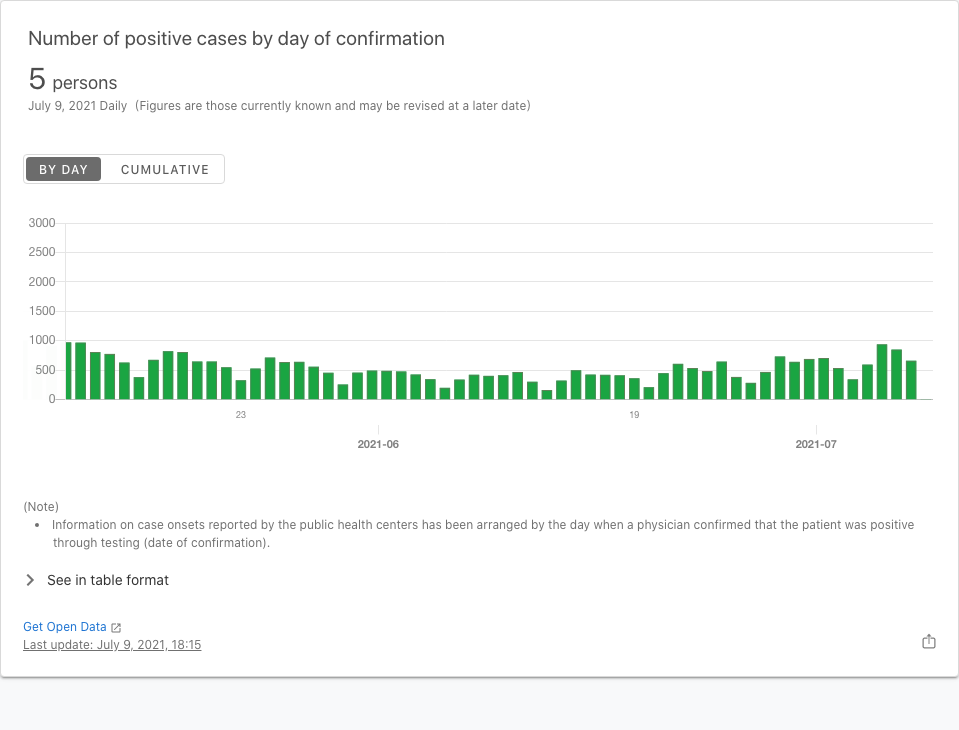 Number of positive cases by day of confirmation
5 persons
July 9, 2021 Daily (Figures are those currently known and may be revised at a later date)
BY DAY CUMULATIVE
3000
2500
2000
1500
1000
500
0
23 19
2021-06 2021-07
(Note)
• Information on case onsets reported by the public health centers has been arranged by the day when a physician confirmed that the patient was positive
through testing (date of confirmation).
See in table format
Get Open Data
Last update: July 9, 2021, 18:15